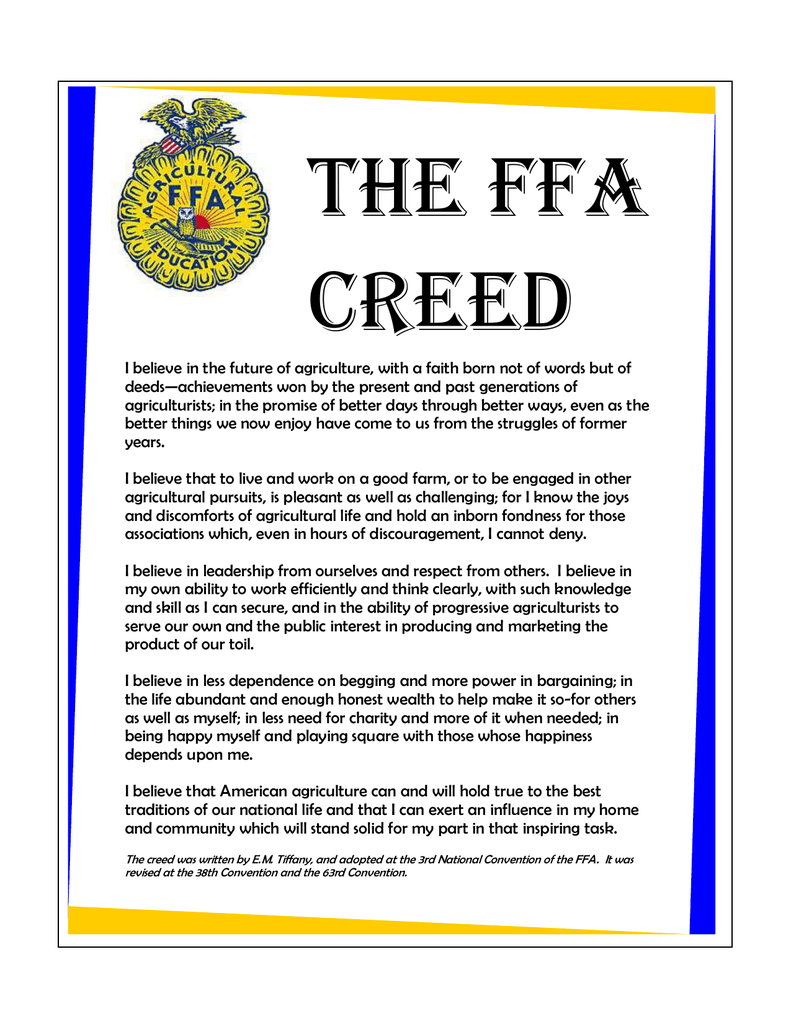 AGRICULTURAL
FFA
EDUCATION
THE FFA
CREED
I believe in the future of agriculture, with a faith born not of words but of
deeds—achievements won by the present and past generations of
agriculturists; in the promise of better days through better ways, even as the
better things we now enjoy have come to us from the struggles of former
years.
I believe that to live and work on a good farm, or to be engaged in other
agricultural pursuits, is pleasant as well as challenging; for I know the joys
and discomforts of agricultural life and hold an inborn fondness for those
associations which, even in hours of discouragement, I cannot deny.
I believe in leadership from ourselves and respect from others.  I believe in
my own ability to work efficiently and think clearly, with such knowledge
and skill as I can secure, and in the ability of progressive agriculturists to
serve our own and the public interest in producing and marketing the
product of our toil.
I believe in less dependence on begging and more power in bargaining; in
the life abundant and enough honest wealth to help make it so-for others
as well as myself; in less need for charity and more of it when needed; in
being happy myself and playing square with those whose happiness
depends upon me.
I believe that American agriculture can and will hold true to the best
traditions of our national life and that I can exert an influence in my home
and community which will stand solid for my part in that inspiring task.
The creed was written by E.M. Tiffany, and adopted at the 3rd National Convention of the FFA.  It was
revised at the 38th Convention and the 63rd Convention.